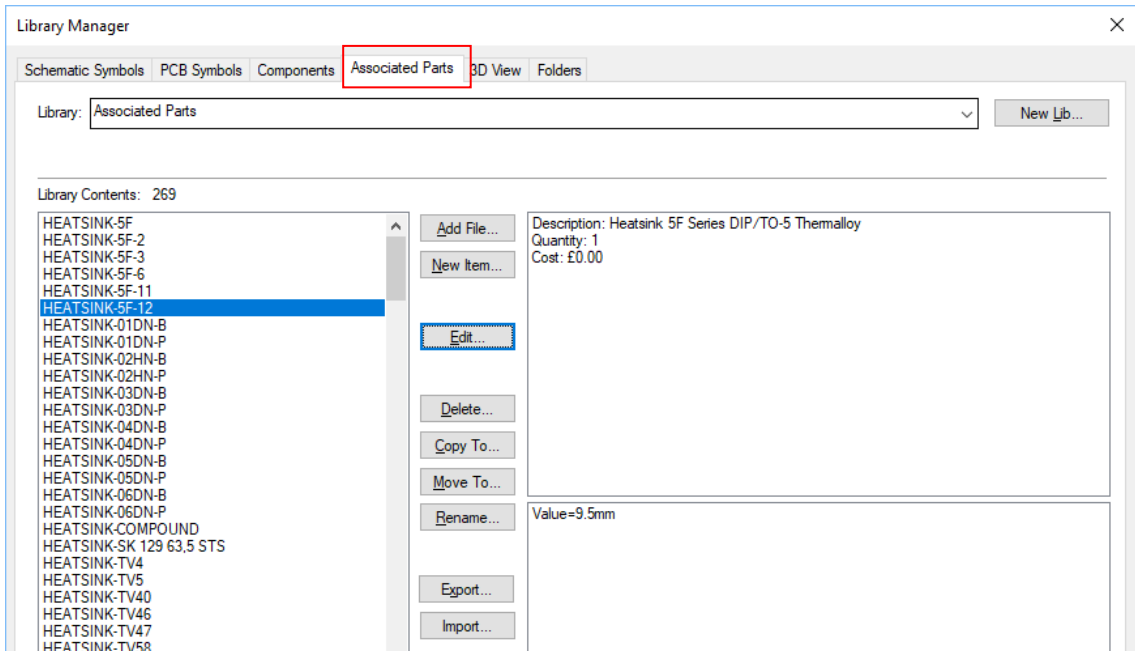 Library Manager
Schematic Symbols PCB Symbols Components Associated Parts 3D View Folders
Library: Associated Parts New Lib...
Library Contents: 269
HEATSINK-5F
HEATSINK-5F-2
HEATSINK-5F-3
HEATSINK-5F-6
HEATSINK-5F-11
HEATSINK-5F-12
HEATSINK-01DN-B
HEATSINK-01DN-P
HEATSINK-02HN-B
HEATSINK-02HN-P
HEATSINK-03DN-B
HEATSINK-03DN-P
HEATSINK-04DN-B
HEATSINK-04DN-P
HEATSINK-05DN-B
HEATSINK-05DN-P
HEATSINK-06DN-B
HEATSINK-06DN-P
HEATSINK-COMPOUND
HEATSINK-SK 129 63,5 STS
HEATSINK-TV4
HEATSINK-TV5
HEATSINK-TV40
HEATSINK-TV46
HEATSINK-TV47
HEATSINK-TV58
Add File...
New Item...
Edit...
Delete...
Copy To...
Move To...
Rename...
Export...
Import...
Description: Heatsink 5F Series DIP/TO-5 Thermalloy
Quantity: 1
Cost: £0.00
Value=9.5mm